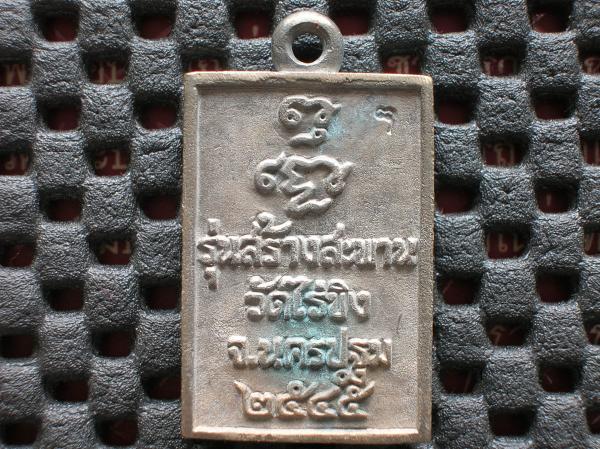 รุ่นสร้างสะพาน
วัดไร่ขิง
จ.นครปฐม
๒๕๔๕